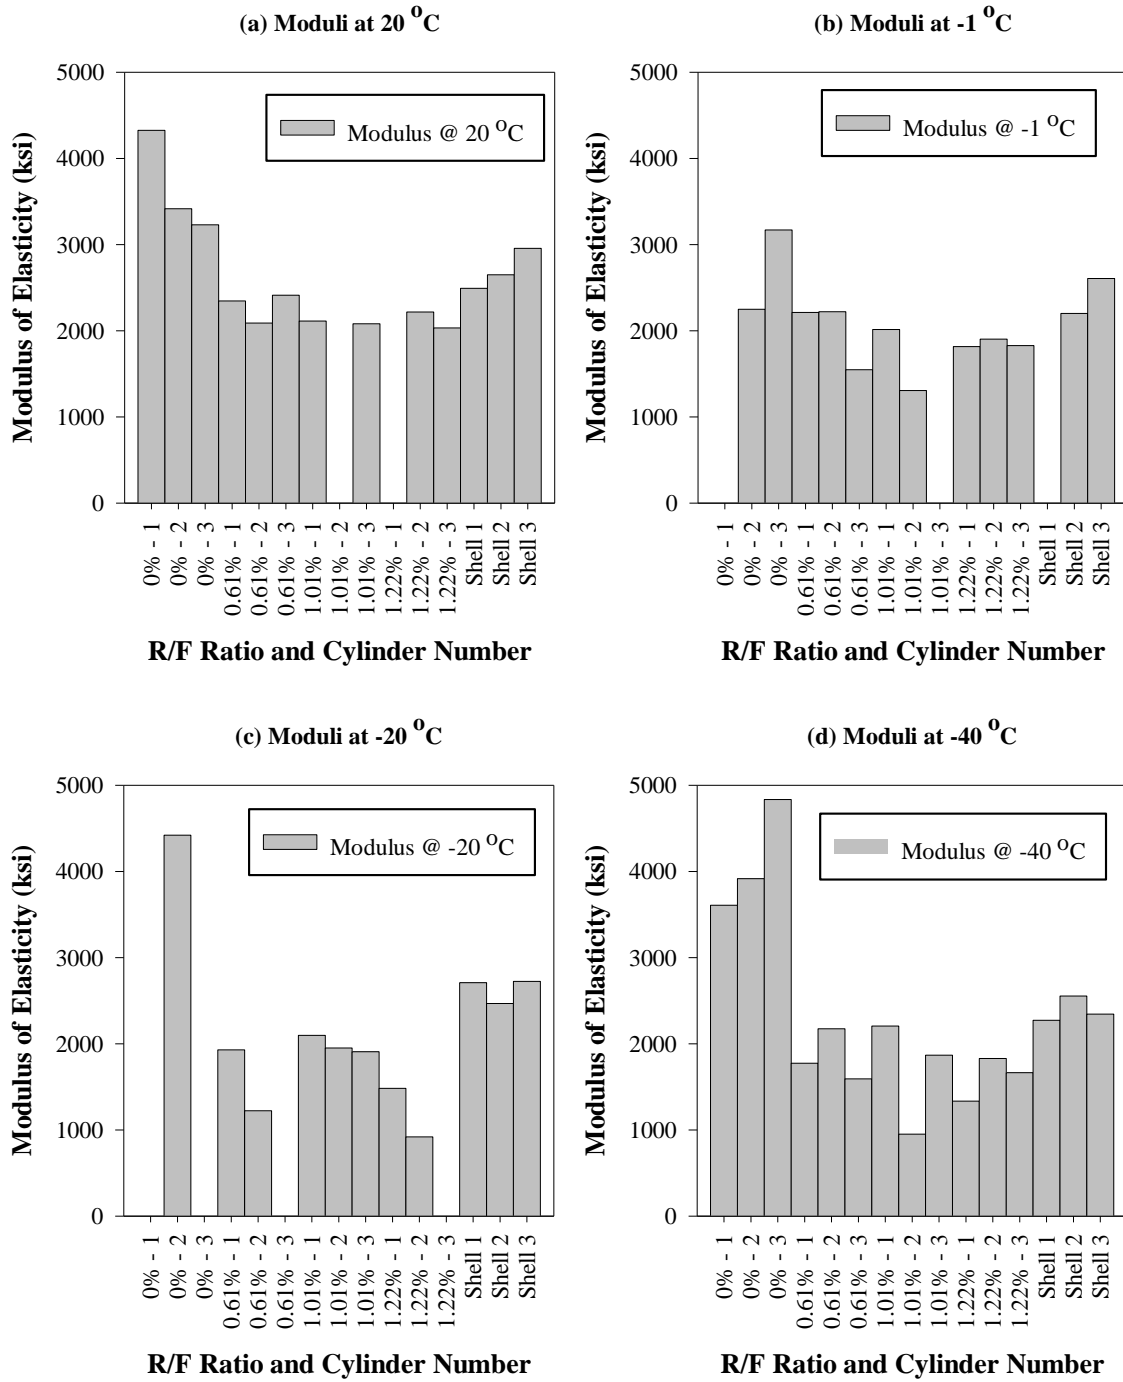 (a) Moduli at 20 °C
Modulus of Elasticity (ksi)
5000
4000
3000
2000
1000
0
Modulus @ 20 °C
0% - 1
0% - 2
0% - 3
0.61% - 1
0.61% - 2
0.61% - 3
1.01% - 1
1.01% - 2
1.01% - 3
1.22% - 1
1.22% - 2
1.22% - 3
Shell 1
Shell 2
Shell 3
R/F Ratio and Cylinder Number
(b) Moduli at -1 °C
Modulus of Elasticity (ksi)
5000
4000
3000
2000
1000
0
Modulus @ -1 °C
0% - 1
0% - 2
0% - 3
0.61% - 1
0.61% - 2
0.61% - 3
1.01% - 1
1.01% - 2
1.01% - 3
1.22% - 1
1.22% - 2
1.22% - 3
Shell 1
Shell 2
Shell 3
R/F Ratio and Cylinder Number
(c) Moduli at -20 °C
Modulus of Elasticity (ksi)
5000
4000
3000
2000
1000
0
Modulus @ -20 °C
0% - 1
0% - 2
0% - 3
0.61% - 1
0.61% - 2
0.61% - 3
1.01% - 1
1.01% - 2
1.01% - 3
1.22% - 1
1.22% - 2
1.22% - 3
Shell 1
Shell 2
Shell 3
R/F Ratio and Cylinder Number
(d) Moduli at -40 °C
Modulus of Elasticity (ksi)
5000
4000
3000
2000
1000
0
Modulus @ -40 °C
0% - 1
0% - 2
0% - 3
0.61% - 1
0.61% - 2
0.61% - 3
1.01% - 1
1.01% - 2
1.01% - 3
1.22% - 1
1.22% - 2
1.22% - 3
Shell 1
Shell 2
Shell 3
R/F Ratio and Cylinder Number